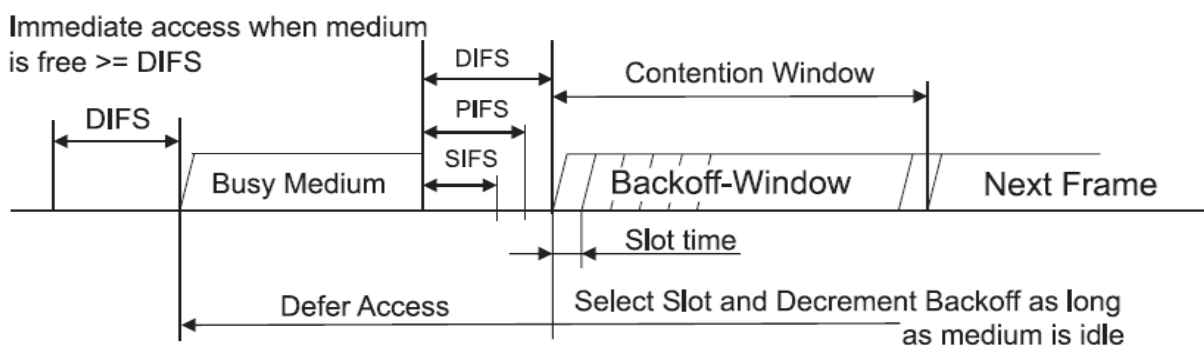 Immediate access when medium
is free >= DIFS
DIFS
DIFS
PIFS
SIFS
Contention Window
Busy Medium
Backoff-Window
Next Frame
Slot time
Defer Access
Select Slot and Decrement Backoff as long
as medium is idle